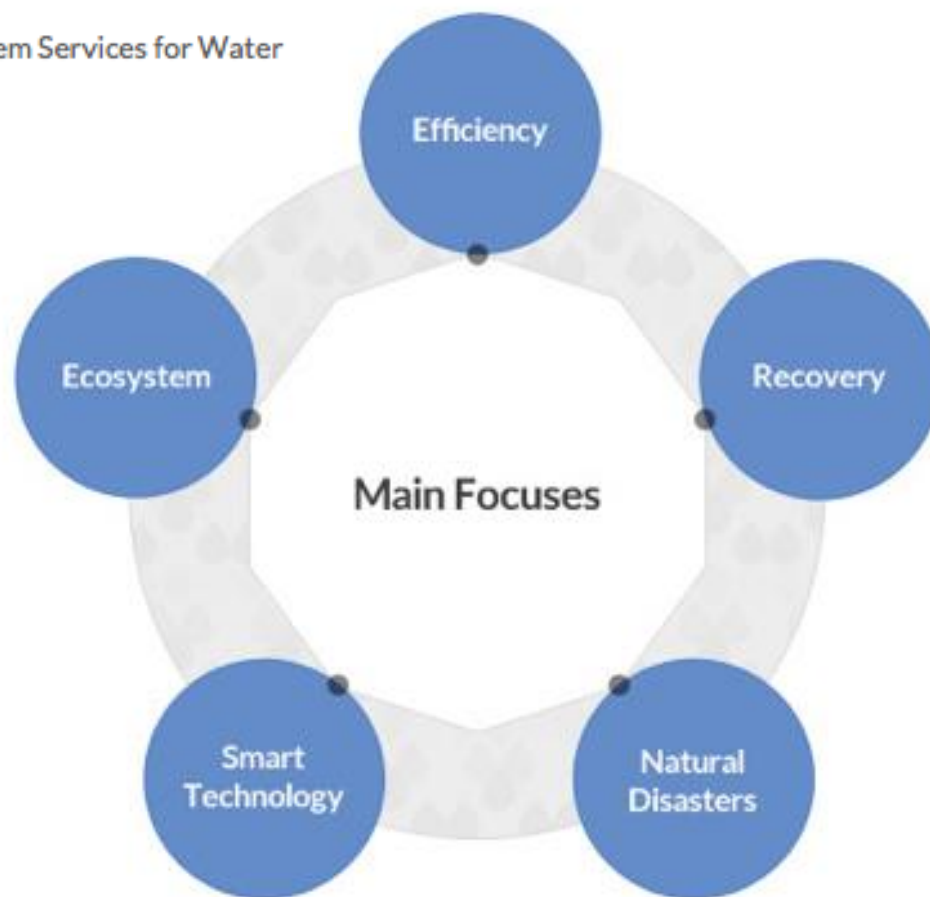 em Services for Water
Efficiency
Ecosystem
Recovery
Main Focuses
Smart
Technology
Natural
Disasters